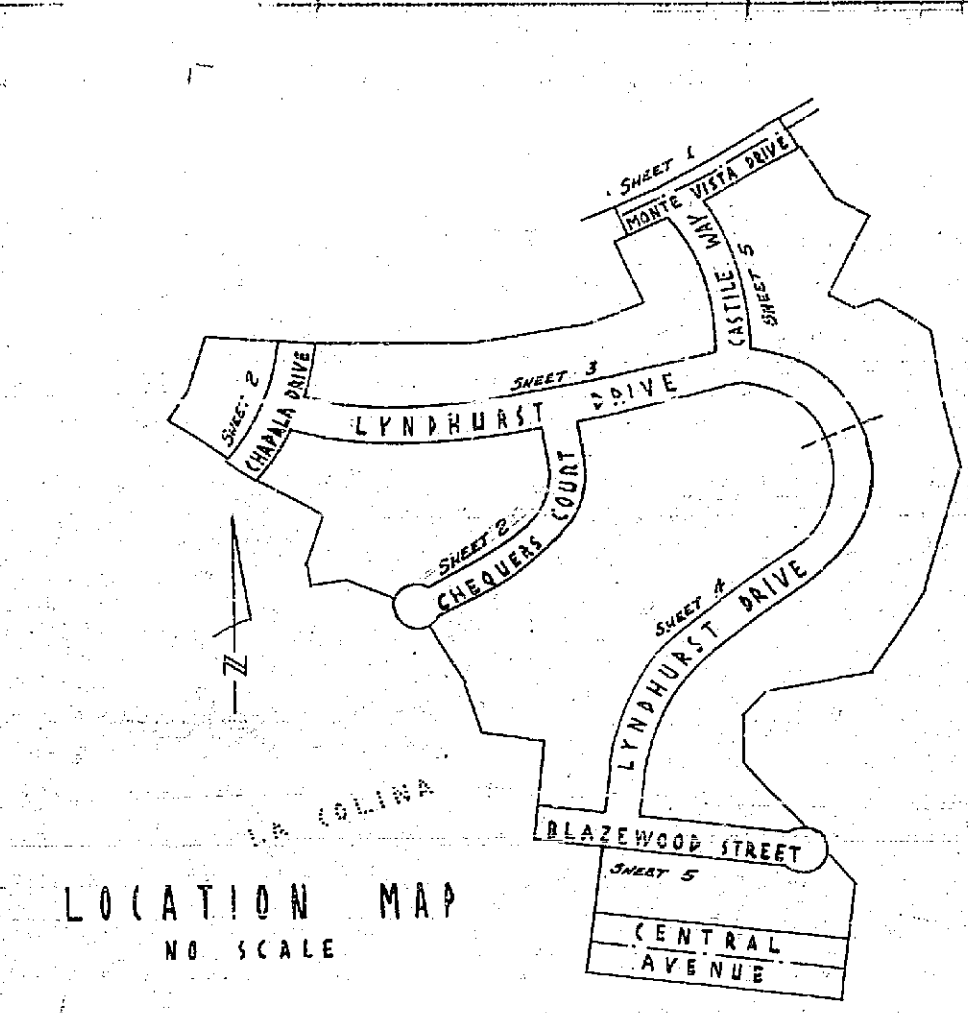 SHEET 1
MONTE VISTA DRIVE
CASTILE WAY
SHEET 5
SHEET 2
CHAPALA DRIVE
SHEET 3
LYNDHURST DRIVE
SHEET 2
CHEQUERS COURT
SHEET 4
LYNDHURST DRIVE
N
LA COLINA
BLAZEWOOD STREET
SHEET 5
LOCATION MAP
NO SCALE
CENTRAL
AVENUE